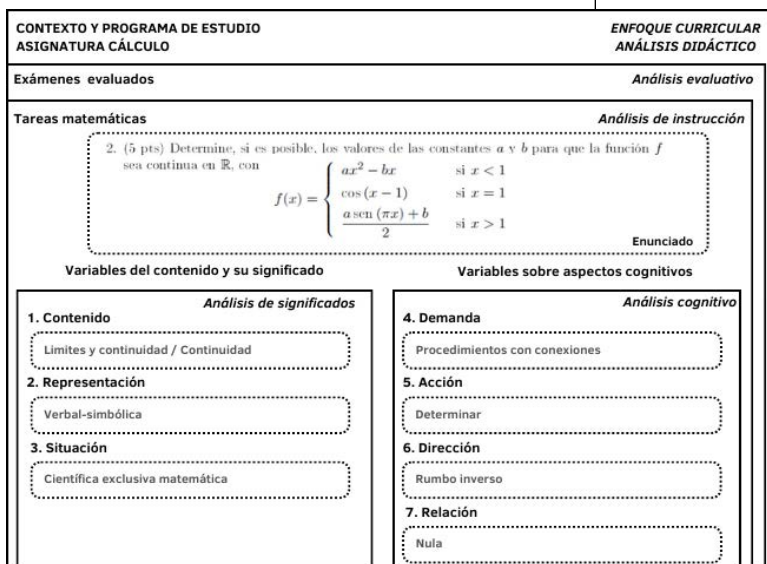 CONTEXTO Y PROGRAMA DE ESTUDIO
ASIGNATURA CÁLCULO
ENFOQUE CURRICULAR
ANÁLISIS DIDÁCTICO
Exámenes evaluados
Análisis evaluativo
Tareas matemáticas
Análisis de instrucción
2. (5 pts) Determine, si es posible, los valores de las constantes a y b para que la función f
sea continua en ℝ, con
f(x) = { ax² − bx si x < 1
cos (x − 1) si x = 1
(a sen (πx) + b)/2 si x > 1
Enunciado
Variables del contenido y su significado
Análisis de significados
1. Contenido
Limites y continuidad / Continuidad
2. Representación
Verbal-simbólica
3. Situación
Científica exclusiva matemática
Variables sobre aspectos cognitivos
Análisis cognitivo
4. Demanda
Procedimientos con conexiones
5. Acción
Determinar
6. Dirección
Rumbo inverso
7. Relación
Nula